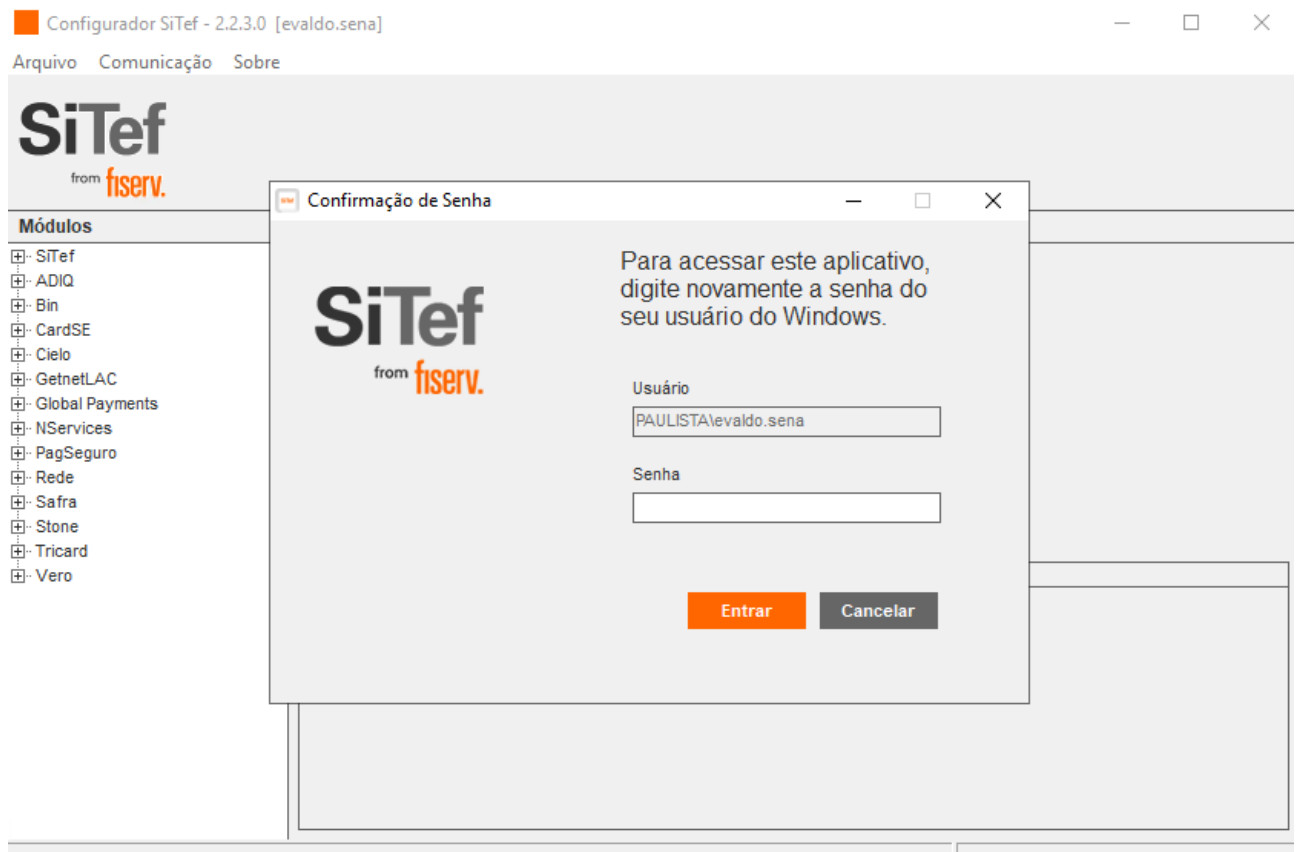 Configurador SiTef - 2.2.3.0 [evaldo.sena]
Arquivo Comunicação Sobre
SiTef
from fiserv.
Módulos
SiTef
ADIQ
Bin
CardSE
Cielo
GetnetLAC
Global Payments
NServices
PagSeguro
Rede
Safra
Stone
Tricard
Vero
Confirmação de Senha
SiTef
from fiserv.
Para acessar este aplicativo,
digite novamente a senha do
seu usuário do Windows.
Usuário
PAULISTA\evaldo.sena
Senha
Entrar Cancelar